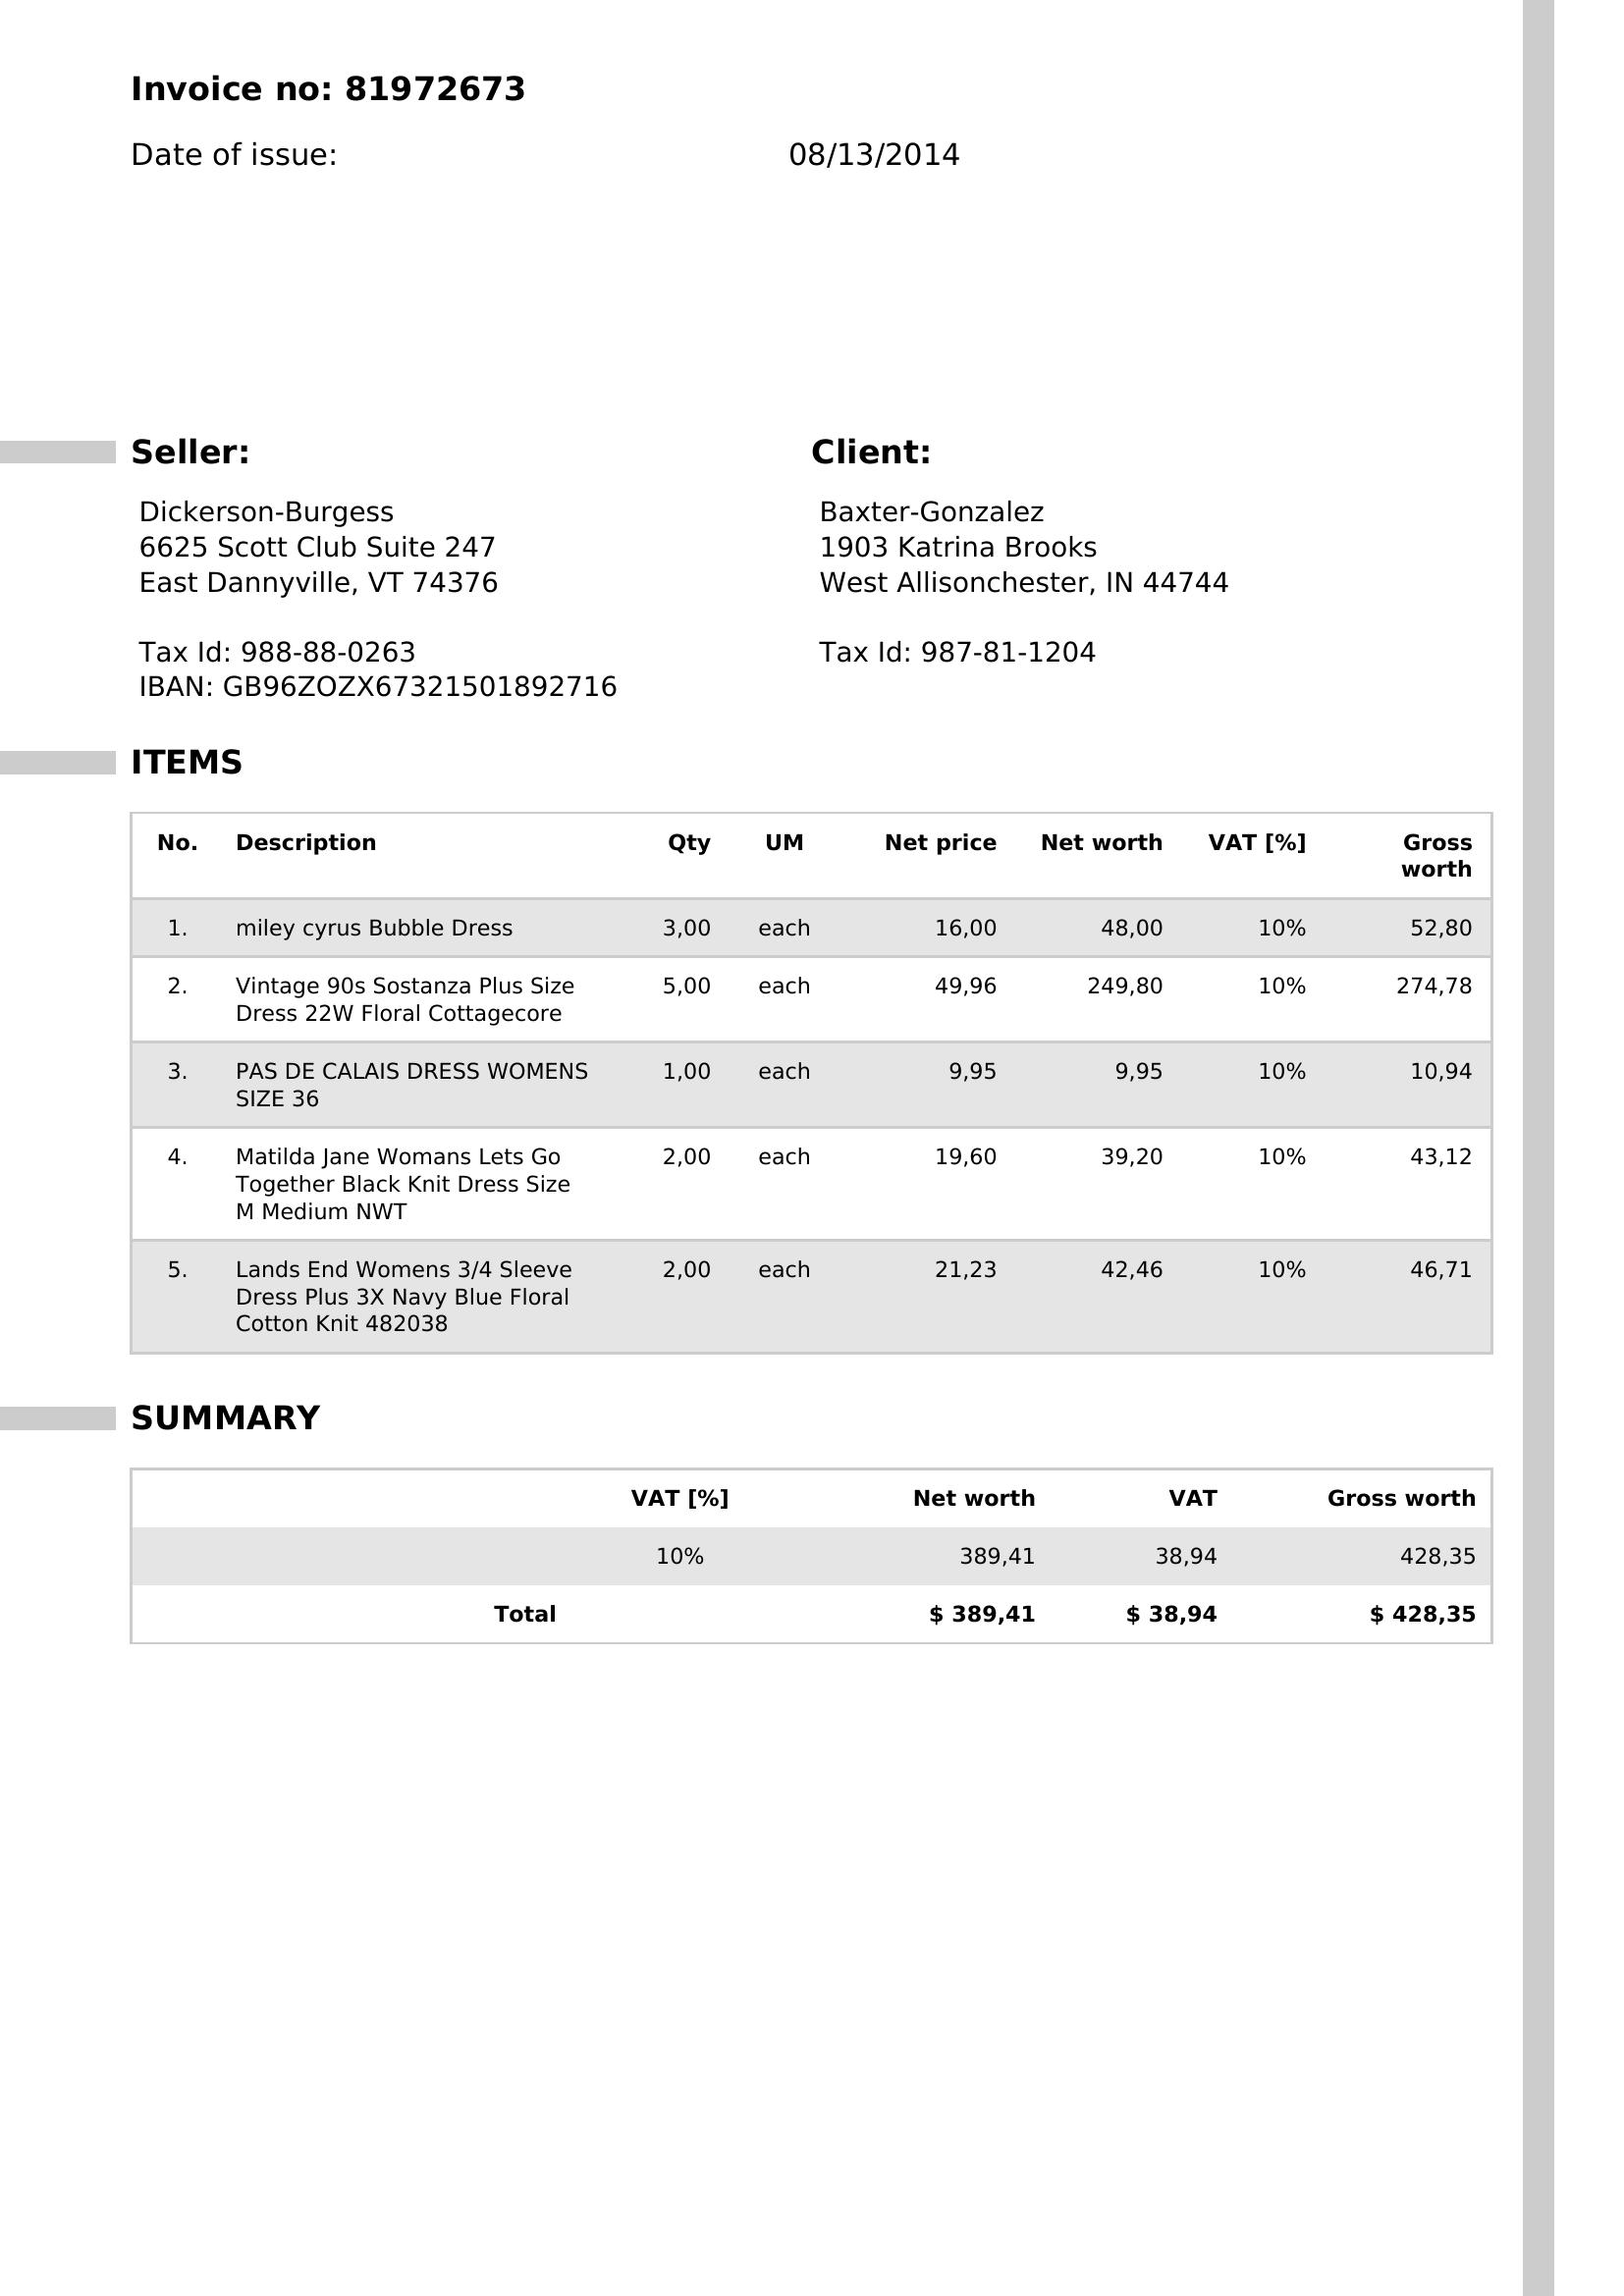 Invoice no: 81972673
Date of issue: 08/13/2014
Seller:
Dickerson-Burgess
6625 Scott Club Suite 247
East Dannyville, VT 74376
Tax Id: 988-88-0263
IBAN: GB96ZOZX67321501892716
Client:
Baxter-Gonzalez
1903 Katrina Brooks
West Allisonchester, IN 44744
Tax Id: 987-81-1204
ITEMS
No. Description Qty UM Net price Net worth VAT [%] Gross
worth
1. miley cyrus Bubble Dress 3,00 each 16,00 48,00 10% 52,80
2. Vintage 90s Sostanza Plus Size 5,00 each 49,96 249,80 10% 274,78
Dress 22W Floral Cottagecore
3. PAS DE CALAIS DRESS WOMENS 1,00 each 9,95 9,95 10% 10,94
SIZE 36
4. Matilda Jane Womans Lets Go 2,00 each 19,60 39,20 10% 43,12
Together Black Knit Dress Size
M Medium NWT
5. Lands End Womens 3/4 Sleeve 2,00 each 21,23 42,46 10% 46,71
Dress Plus 3X Navy Blue Floral
Cotton Knit 482038
SUMMARY
VAT [%] Net worth VAT Gross worth
10% 389,41 38,94 428,35
Total $ 389,41 $ 38,94 $ 428,35